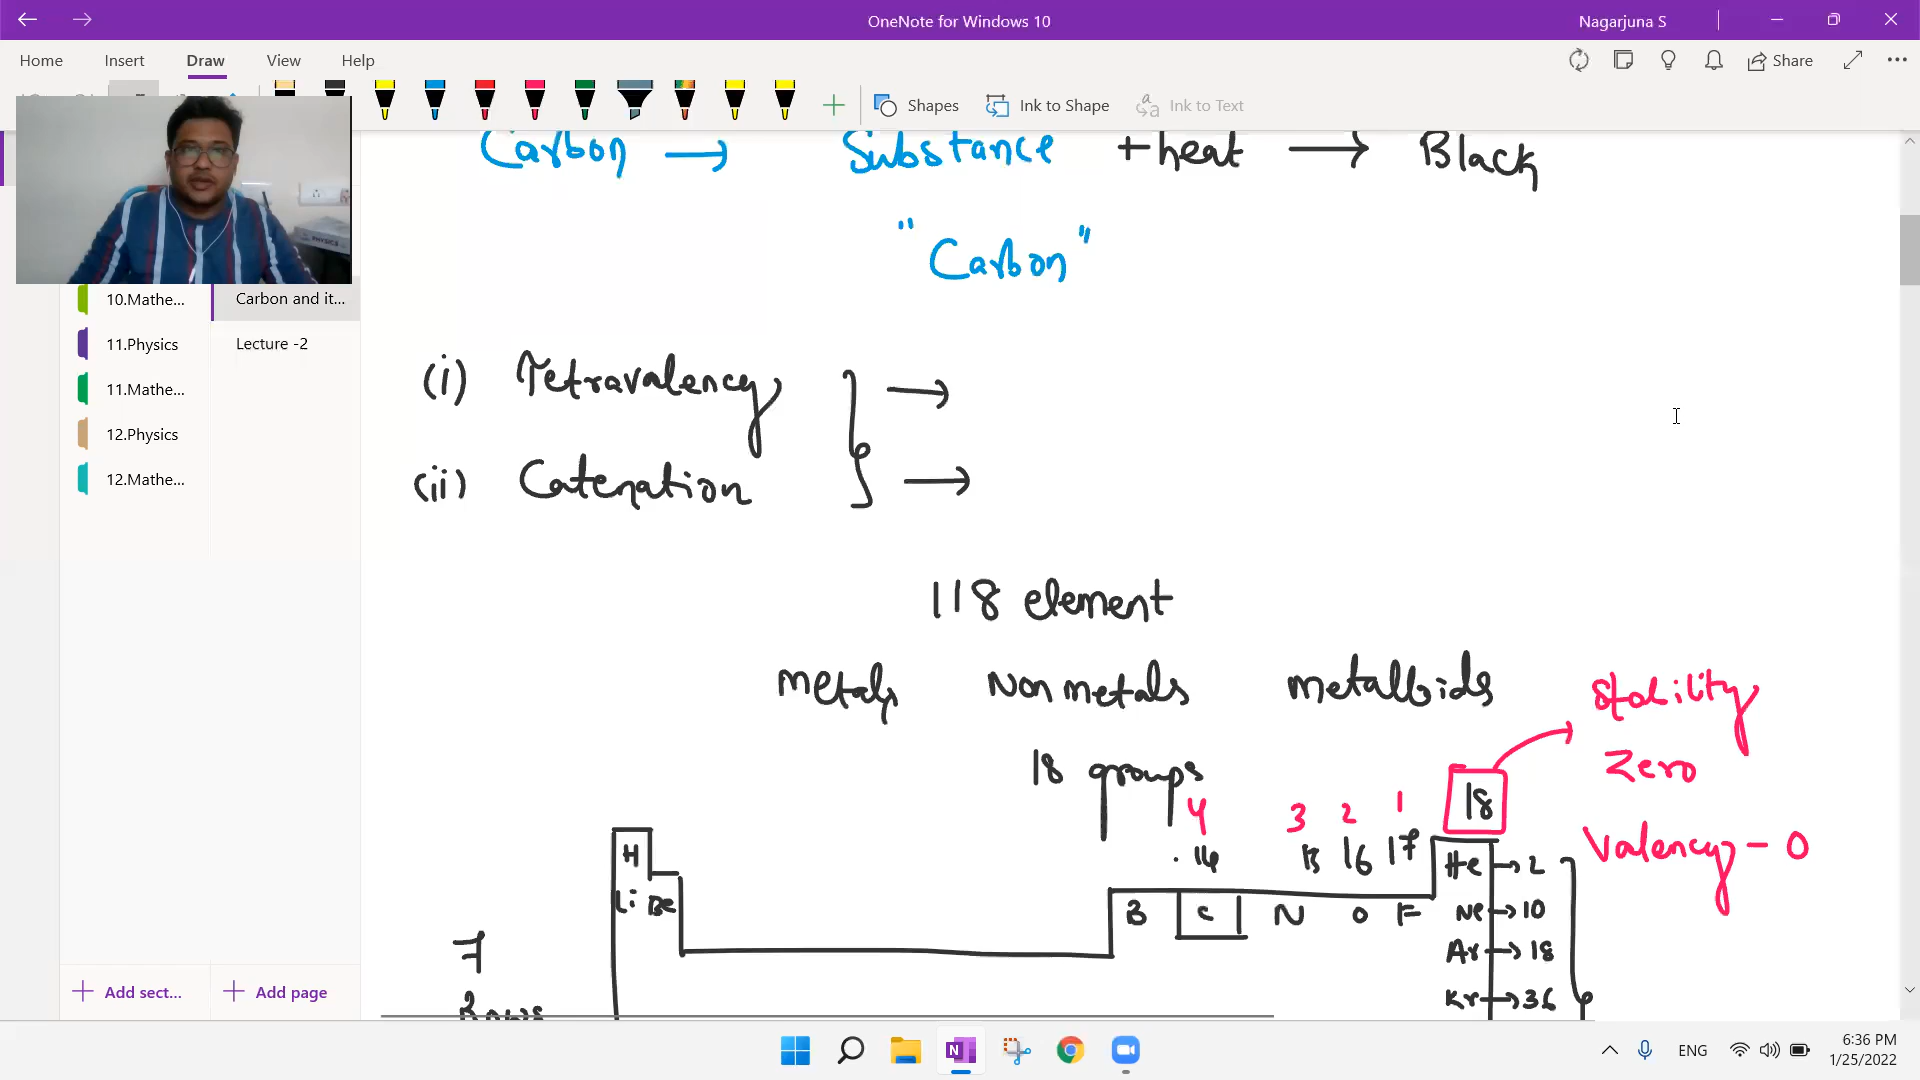 OneNote for Windows 10
Nagarjuna S
Home Insert Draw View Help
Share
Shapes Ink to Shape Ink to Text
Carbon → Substance + heat → Black
"Carbon"
10.Mathe...
11.Physics
11.Mathe...
12.Physics
12.Mathe...
Carbon and it...
Lecture -2
(i) Tetravalency →
(ii) Catenation →
118 element
metals Non metals metalloids
Stability
Zero
Valency - 0
18 groups
4 3 2 1 18
14 15 16 17
H
Li Be
B C N O F
He → 2
Ne → 10
Ar → 18
Kr → 36
7
Rows
Add sect...
Add page
PHYSICS
ENG
6:36 PM
1/25/2022